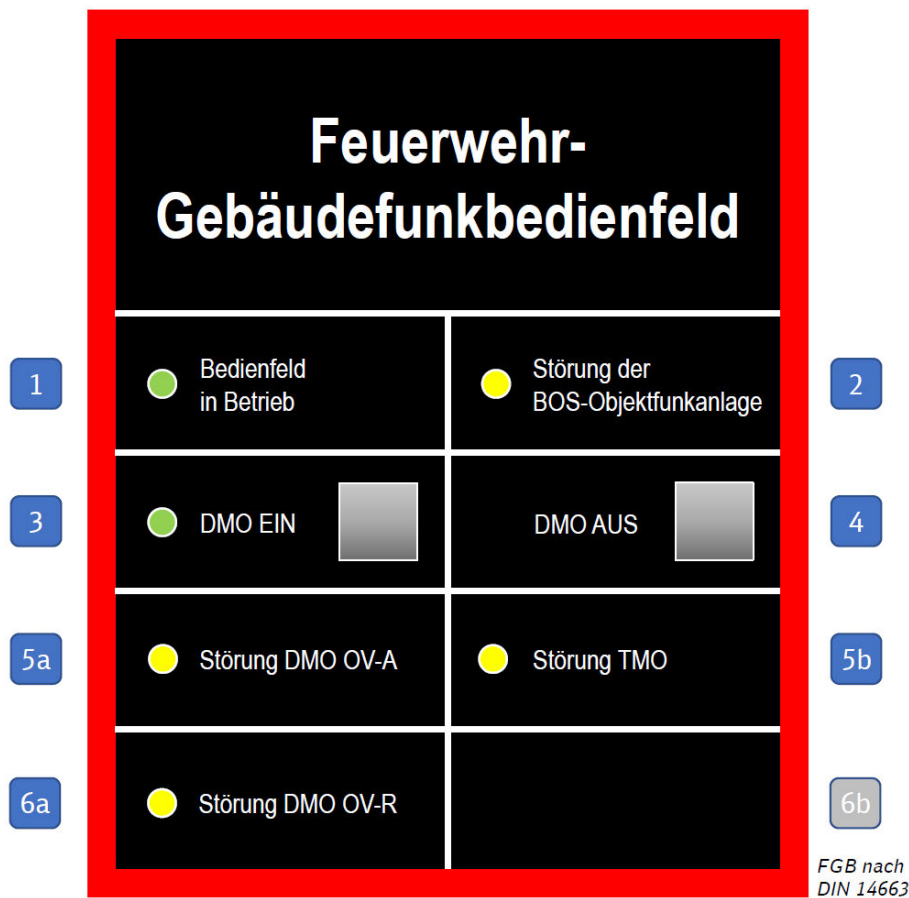 Feuerwehr-
Gebäudefunkbedienfeld
1
Bedienfeld
in Betrieb
Störung der
BOS-Objektfunkanlage
2
3
DMO EIN
DMO AUS
4
5a
Störung DMO OV-A
Störung TMO
5b
6a
Störung DMO OV-R
6b
FGB nach
DIN 14663